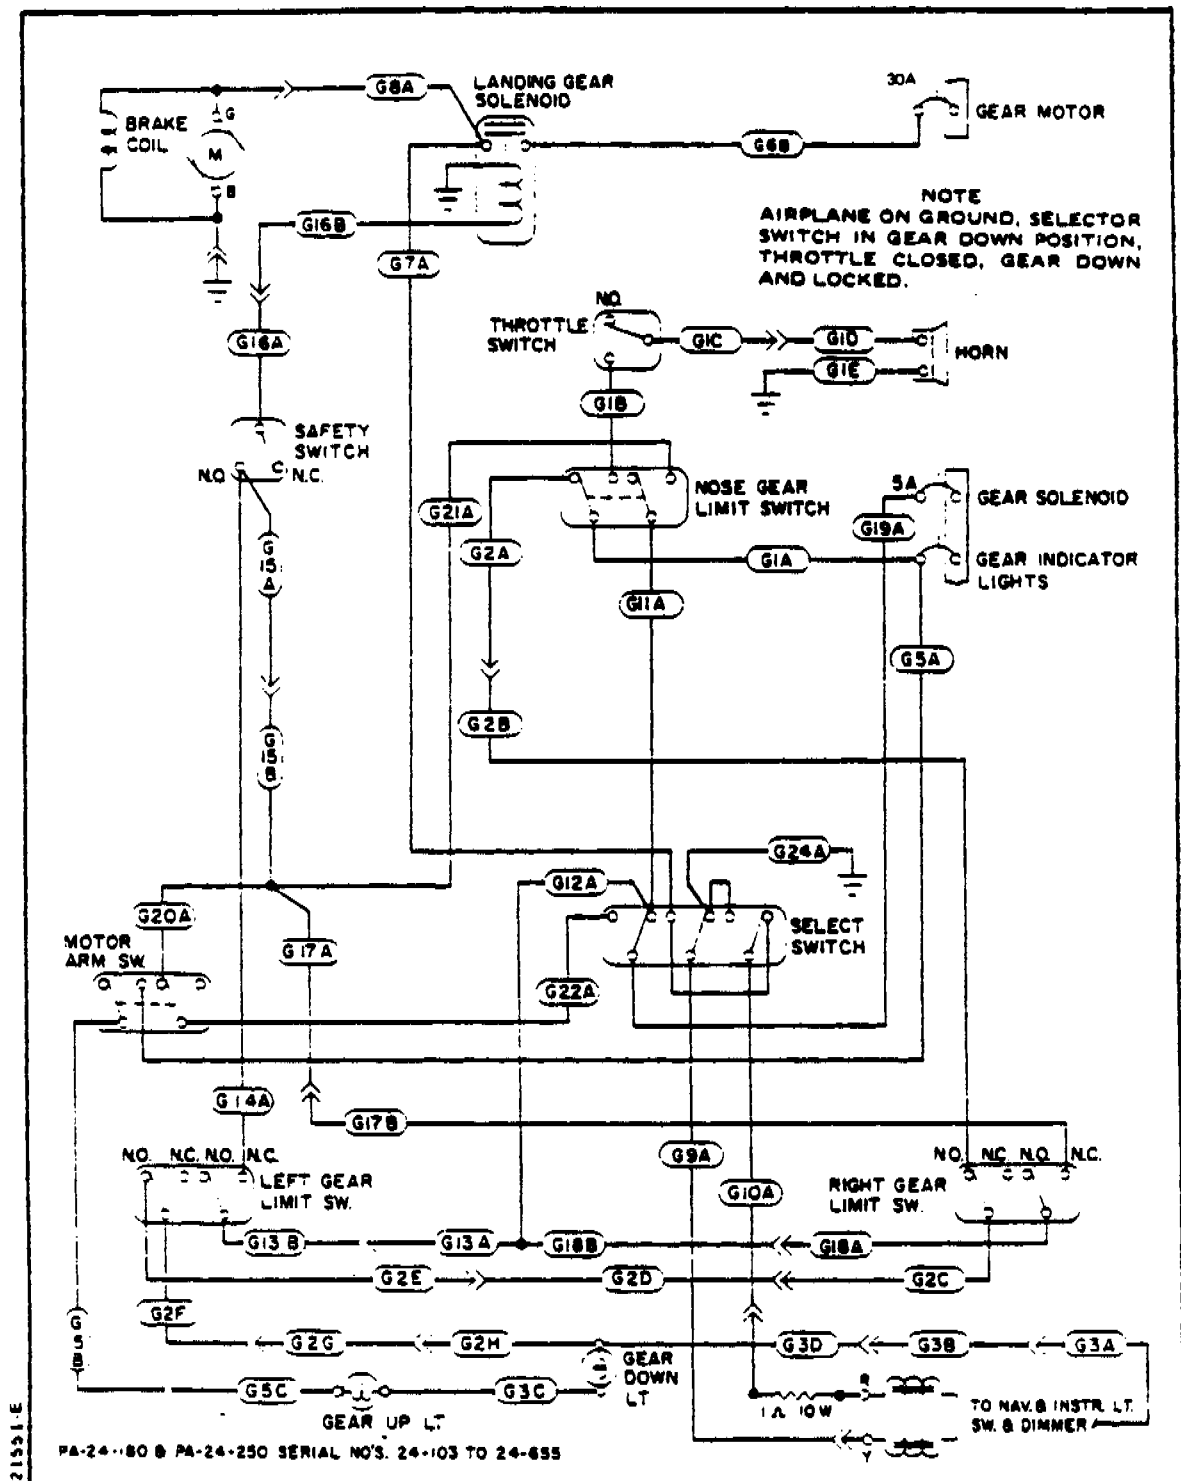 LANDING GEAR
SOLENOID
G8A
30A
GEAR MOTOR
BRAKE
COIL
G
M
B
G6B
G16B
G7A
NOTE
AIRPLANE ON GROUND, SELECTOR
SWITCH IN GEAR DOWN POSITION,
THROTTLE CLOSED, GEAR DOWN
AND LOCKED.
N.O.
THROTTLE
SWITCH
G1C
G1D
G1E
HORN
G16A
G1B
SAFETY
SWITCH
N.O.
N.C.
NOSE GEAR
LIMIT SWITCH
5A
GEAR SOLENOID
G21A
G2A
G19A
G15A
G1A
GEAR INDICATOR
LIGHTS
G11A
G5A
G2B
G15B
G24A
G12A
G20A
SELECT
SWITCH
MOTOR
ARM SW.
G17A
G22A
G14A
G17B
G9A
N.O. N.C. N.O. N.C.
N.O. N.C. N.O. N.C.
LEFT GEAR
LIMIT SW.
G10A
RIGHT GEAR
LIMIT SW.
G13B
G13A
G18B
G18A
G2E
G2D
G2C
G2F
G5B
G2G
G2H
G3D
G3B
G3A
GEAR
DOWN
LT
G5C
G3C
GEAR UP LT
R
1Ω 10W
TO NAV. & INSTR. LT.
SW. & DIMMER
Y
PA-24-180 & PA-24-250 SERIAL NO'S. 24-103 TO 24-655
21551-E